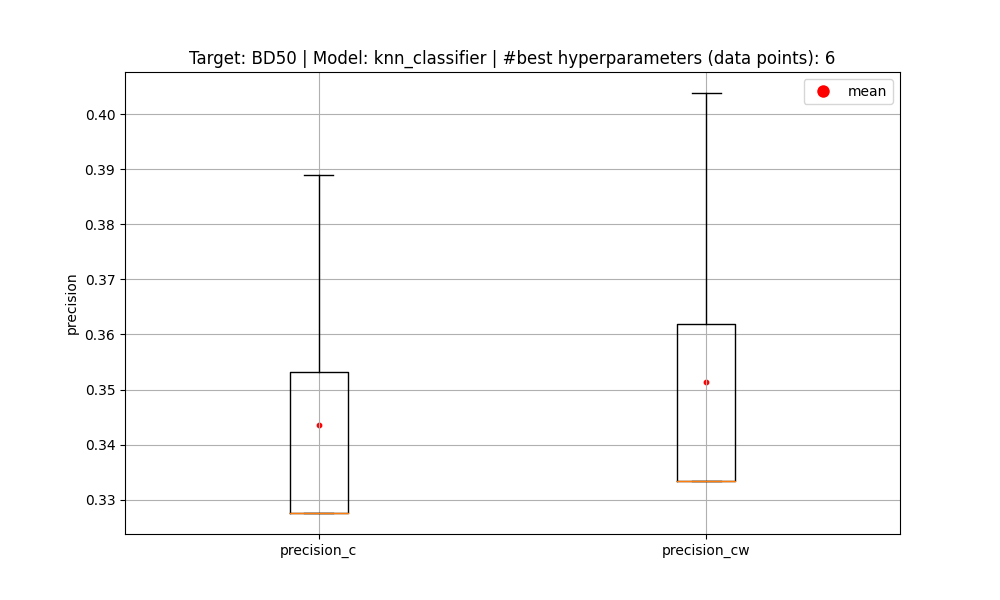 Target: BD50 | Model: knn_classifier | #best hyperparameters (data points): 6
mean
0.40
0.39
0.38
0.37
0.36
0.35
0.34
0.33
precision
precision_c
precision_cw